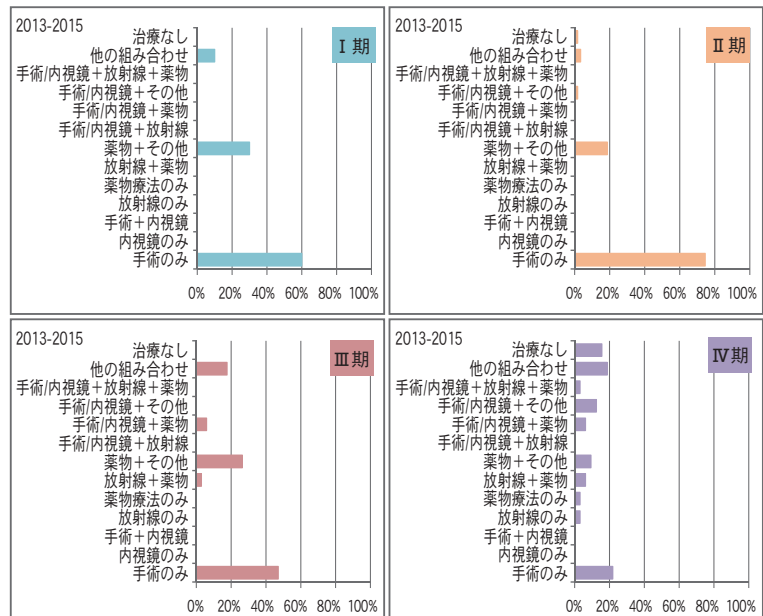 2013-2015
Ⅰ期
治療なし
他の組み合わせ
手術/内視鏡＋放射線＋薬物
手術/内視鏡＋その他
手術/内視鏡＋薬物
手術/内視鏡＋放射線
薬物＋その他
放射線＋薬物
薬物療法のみ
放射線のみ
手術＋内視鏡
内視鏡のみ
手術のみ
0% 20% 40% 60% 80% 100%
2013-2015
Ⅱ期
治療なし
他の組み合わせ
手術/内視鏡＋放射線＋薬物
手術/内視鏡＋その他
手術/内視鏡＋薬物
手術/内視鏡＋放射線
薬物＋その他
放射線＋薬物
薬物療法のみ
放射線のみ
手術＋内視鏡
内視鏡のみ
手術のみ
0% 20% 40% 60% 80% 100%
2013-2015
Ⅲ期
治療なし
他の組み合わせ
手術/内視鏡＋放射線＋薬物
手術/内視鏡＋その他
手術/内視鏡＋薬物
手術/内視鏡＋放射線
薬物＋その他
放射線＋薬物
薬物療法のみ
放射線のみ
手術＋内視鏡
内視鏡のみ
手術のみ
0% 20% 40% 60% 80% 100%
2013-2015
Ⅳ期
治療なし
他の組み合わせ
手術/内視鏡＋放射線＋薬物
手術/内視鏡＋その他
手術/内視鏡＋薬物
手術/内視鏡＋放射線
薬物＋その他
放射線＋薬物
薬物療法のみ
放射線のみ
手術＋内視鏡
内視鏡のみ
手術のみ
0% 20% 40% 60% 80% 100%